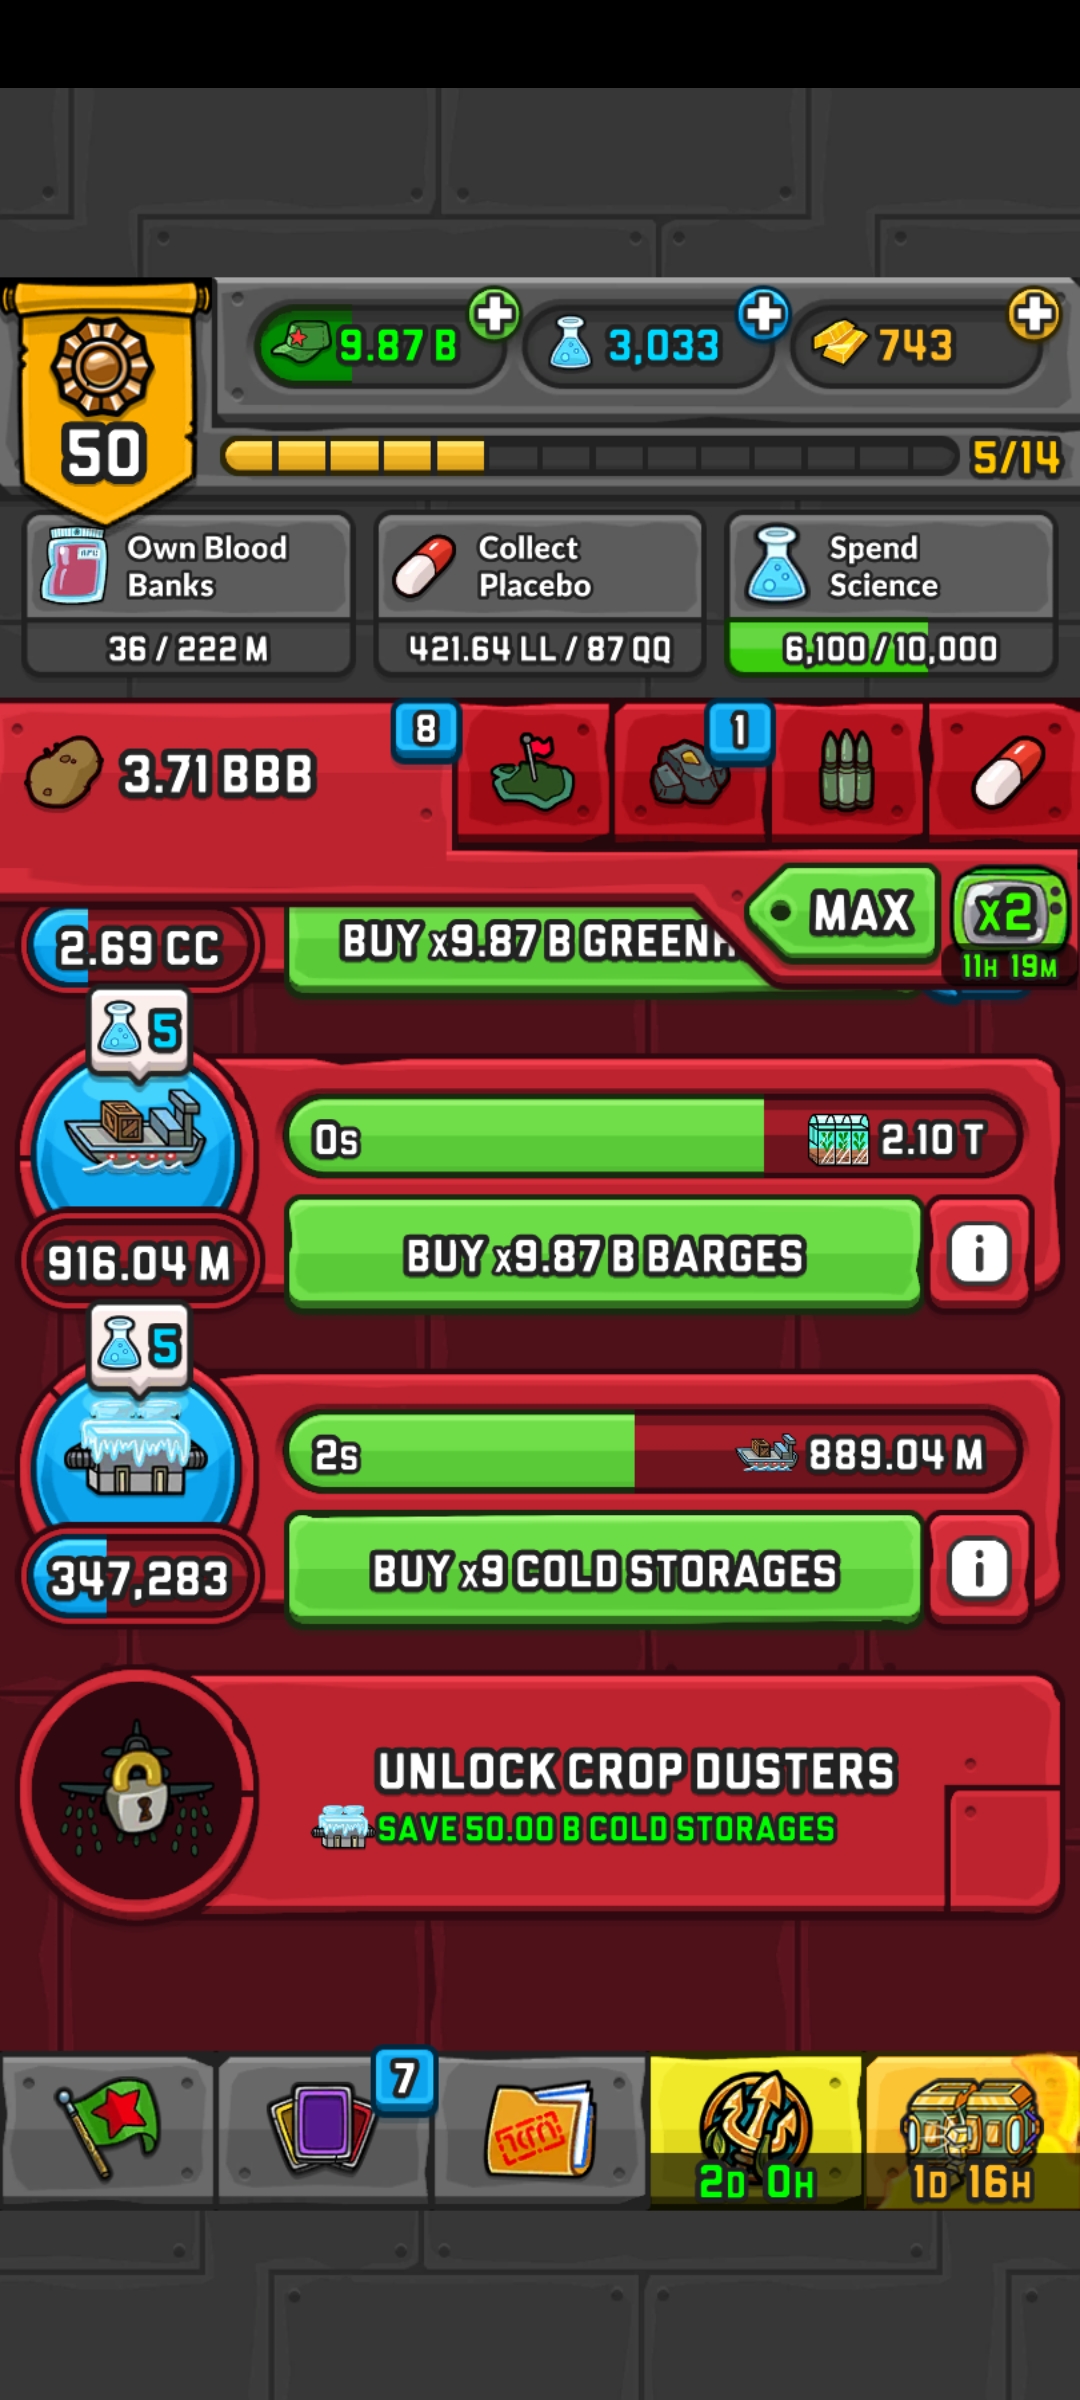 9.87 B
3,033
743
50
5/14
Own Blood
Banks
36 / 222 M
Collect
Placebo
421.64 LL / 87 QQ
Spend
Science
6,100 / 10,000
3.71 BBB
8
1
MAX
x2
11H 19M
2.69 CC
BUY x9.87 B GREENH
5
0s
2.10 T
916.04 M
BUY x9.87 B BARGES
i
5
2s
889.04 M
347,283
BUY x9 COLD STORAGES
i
UNLOCK CROP DUSTERS
SAVE 50.00 B COLD STORAGES
7
2D 0H
1D 16H